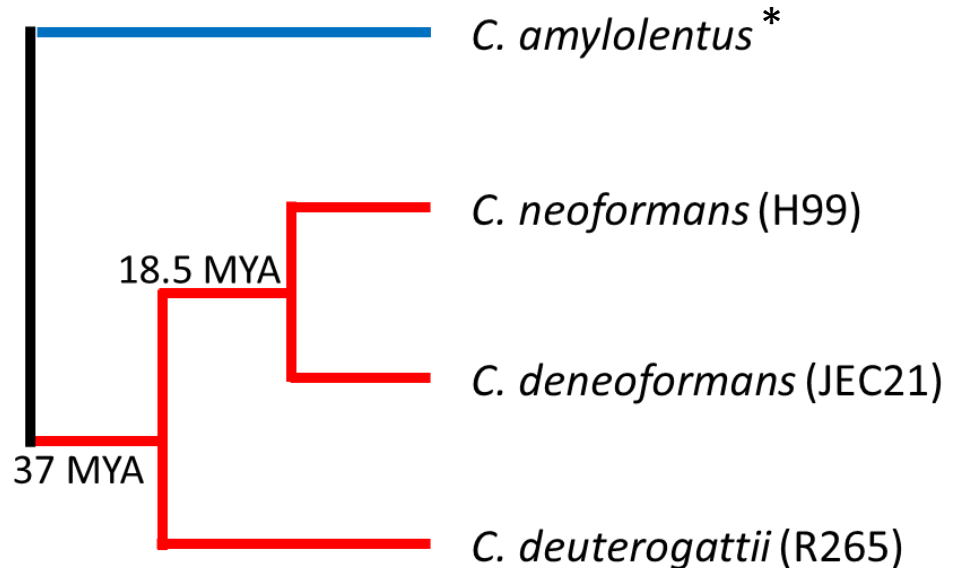 C. amylolentus *
C. neoformans (H99)
18.5 MYA
C. deneoformans (JEC21)
37 MYA
C. deuterogattii (R265)